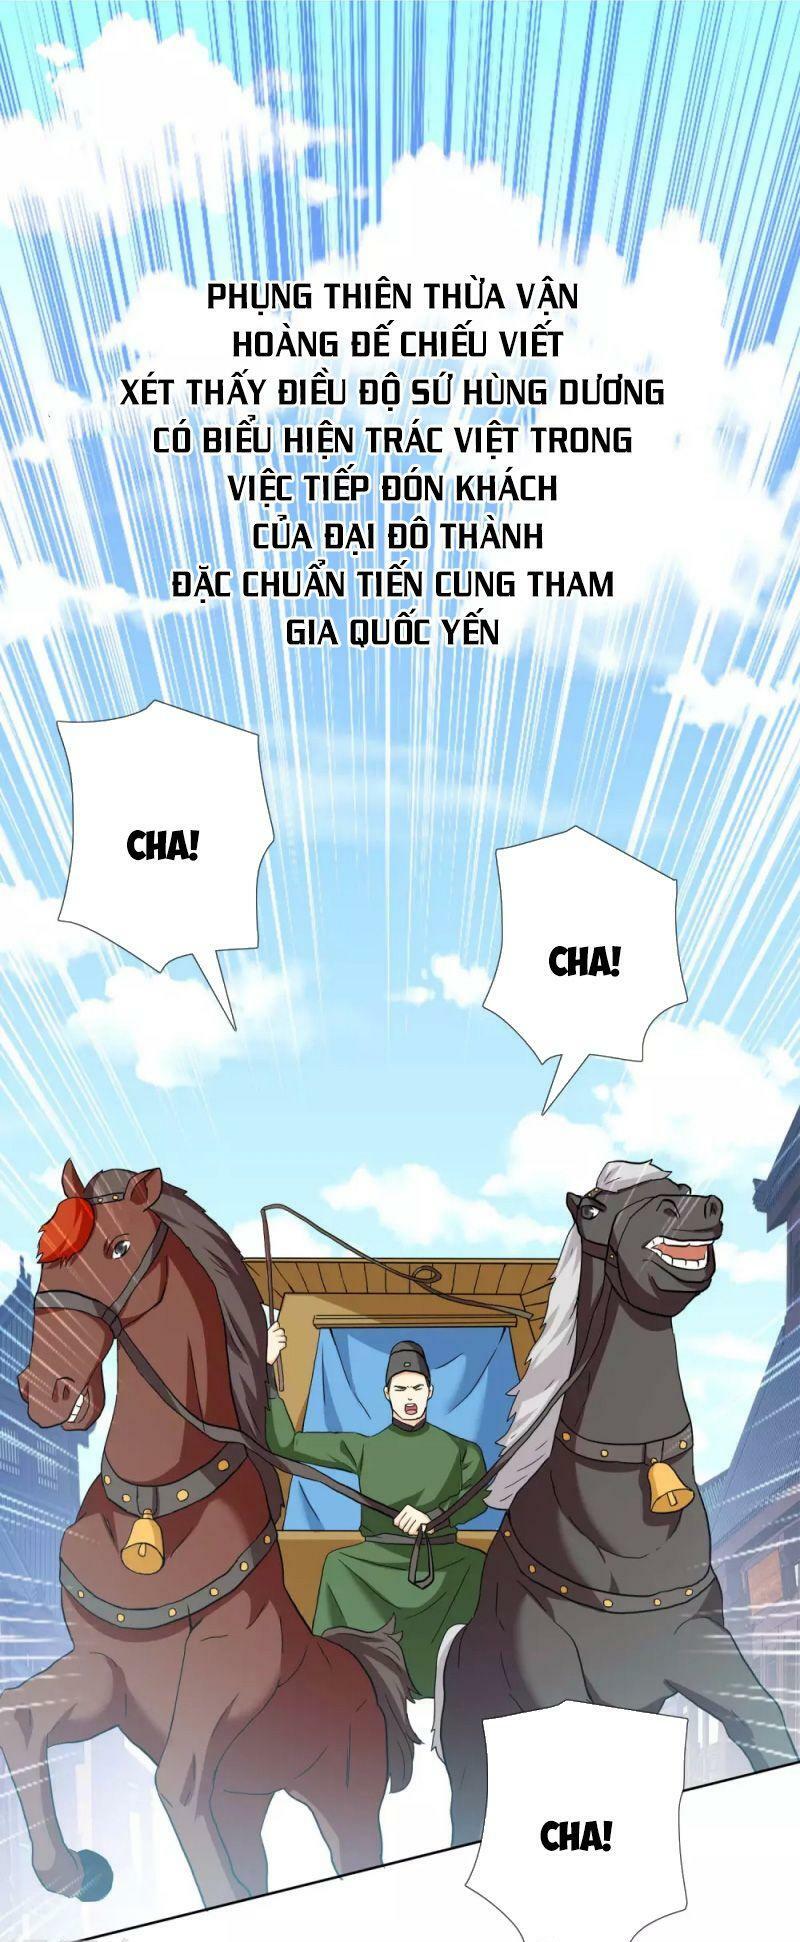 PHỤNG THIÊN THỪA VẬN
HOÀNG ĐẾ CHIẾU VIẾT
XÉT THẤY ĐIỀU ĐỘ SỨ HÙNG DƯƠNG
CÓ BIỂU HIỆN TRÁC VIỆT TRONG
VIỆC TIẾP ĐÓN KHÁCH
CỦA ĐẠI ĐÔ THÀNH
ĐẶC CHUẨN TIẾN CUNG THAM
GIA QUỐC YẾN
CHA!
CHA!
CHA!